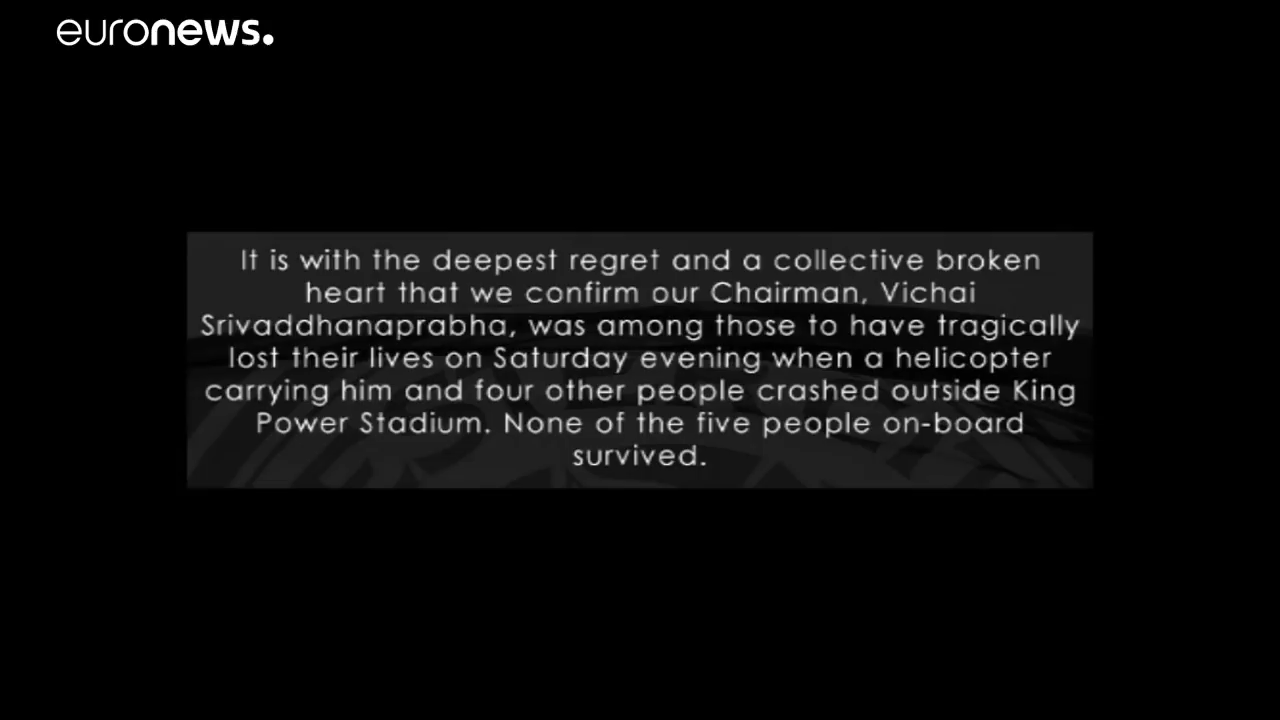 euronews.
It is with the deepest regret and a collective broken
heart that we confirm our Chairman, Vichai
Srivaddhanaprabha, was among those to have tragically
lost their lives on Saturday evening when a helicopter
carrying him and four other people crashed outside King
Power Stadium. None of the five people on-board
survived.